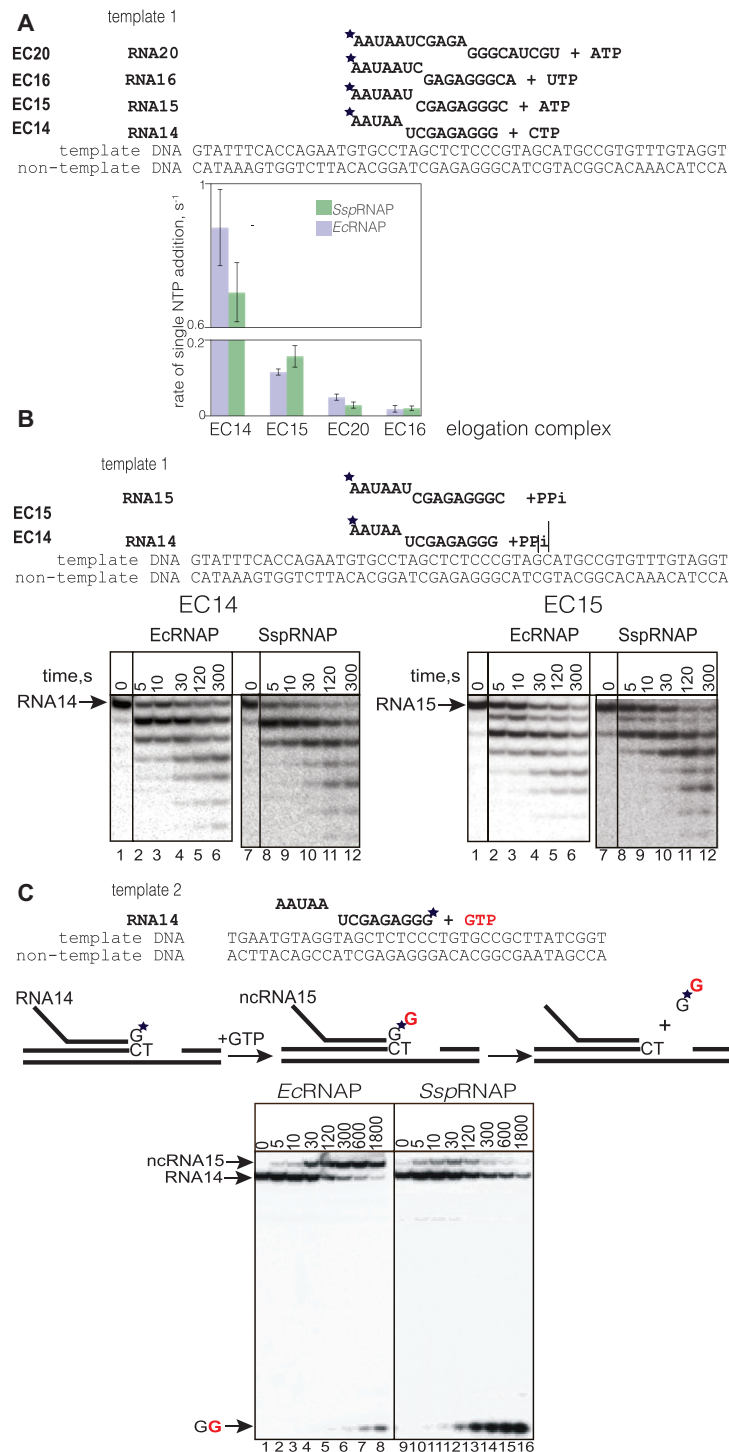 A
template 1
AAUAAUCGAGA
EC20 RNA20 GGGCAUCGU + ATP
AAUAAUC
EC16 RNA16 GAGAGGGCA + UTP
AAUAAU
EC15 RNA15 CGAGAGGGC + ATP
AAUAA
EC14 RNA14 UCGAGAGGG + CTP
template DNA GTATTTCACCAGAATGTGCCTAGCTCTCCCGTAGCATGCCGTGTTTGTAGGT
non-template DNA CATAAAGTGGTCTTACACGGATCGAGAGGGCATCGTACGGCACAAACATCCA
rate of single NTP addition, s-1
1
0.6
0.2
0
SspRNAP
EcRNAP
EC14 EC15 EC20 EC16 elogation complex
B
template 1
AAUAAU
RNA15 CGAGAGGGC +PPi
EC15
AAUAA
EC14 RNA14 UCGAGAGGG +PPi
template DNA GTATTTCACCAGAATGTGCCTAGCTCTCCCGTAGCATGCCGTGTTTGTAGGT
non-template DNA CATAAAGTGGTCTTACACGGATCGAGAGGGCATCGTACGGCACAAACATCCA
EC14 EC15
EcRNAP SspRNAP EcRNAP SspRNAP
time,s 0 5 10 30 120 300 0 5 10 30 120 300 time,s 0 5 10 30 120 300 0 5 10 30 120 300
RNA14 RNA15
1 2 3 4 5 6 7 8 9 10 11 12 1 2 3 4 5 6 7 8 9 10 11 12
C
template 2
AAUAA
RNA14 UCGAGAGGG + GTP
template DNA TGAATGTAGGTAGCTCTCCCTGTGCCGCTTATCGGT
non-template DNA ACTTACAGCCATCGAGAGGGACACGGCGAATAGCCA
RNA14 ncRNA15 G
G G G G
CT +GTP CT CT +
EcRNAP SspRNAP
0 5 10 30 120 300 600 1800 0 5 10 30 120 300 600 1800
ncRNA15
RNA14
GG
1 2 3 4 5 6 7 8 9 10 11 12 13 14 15 16